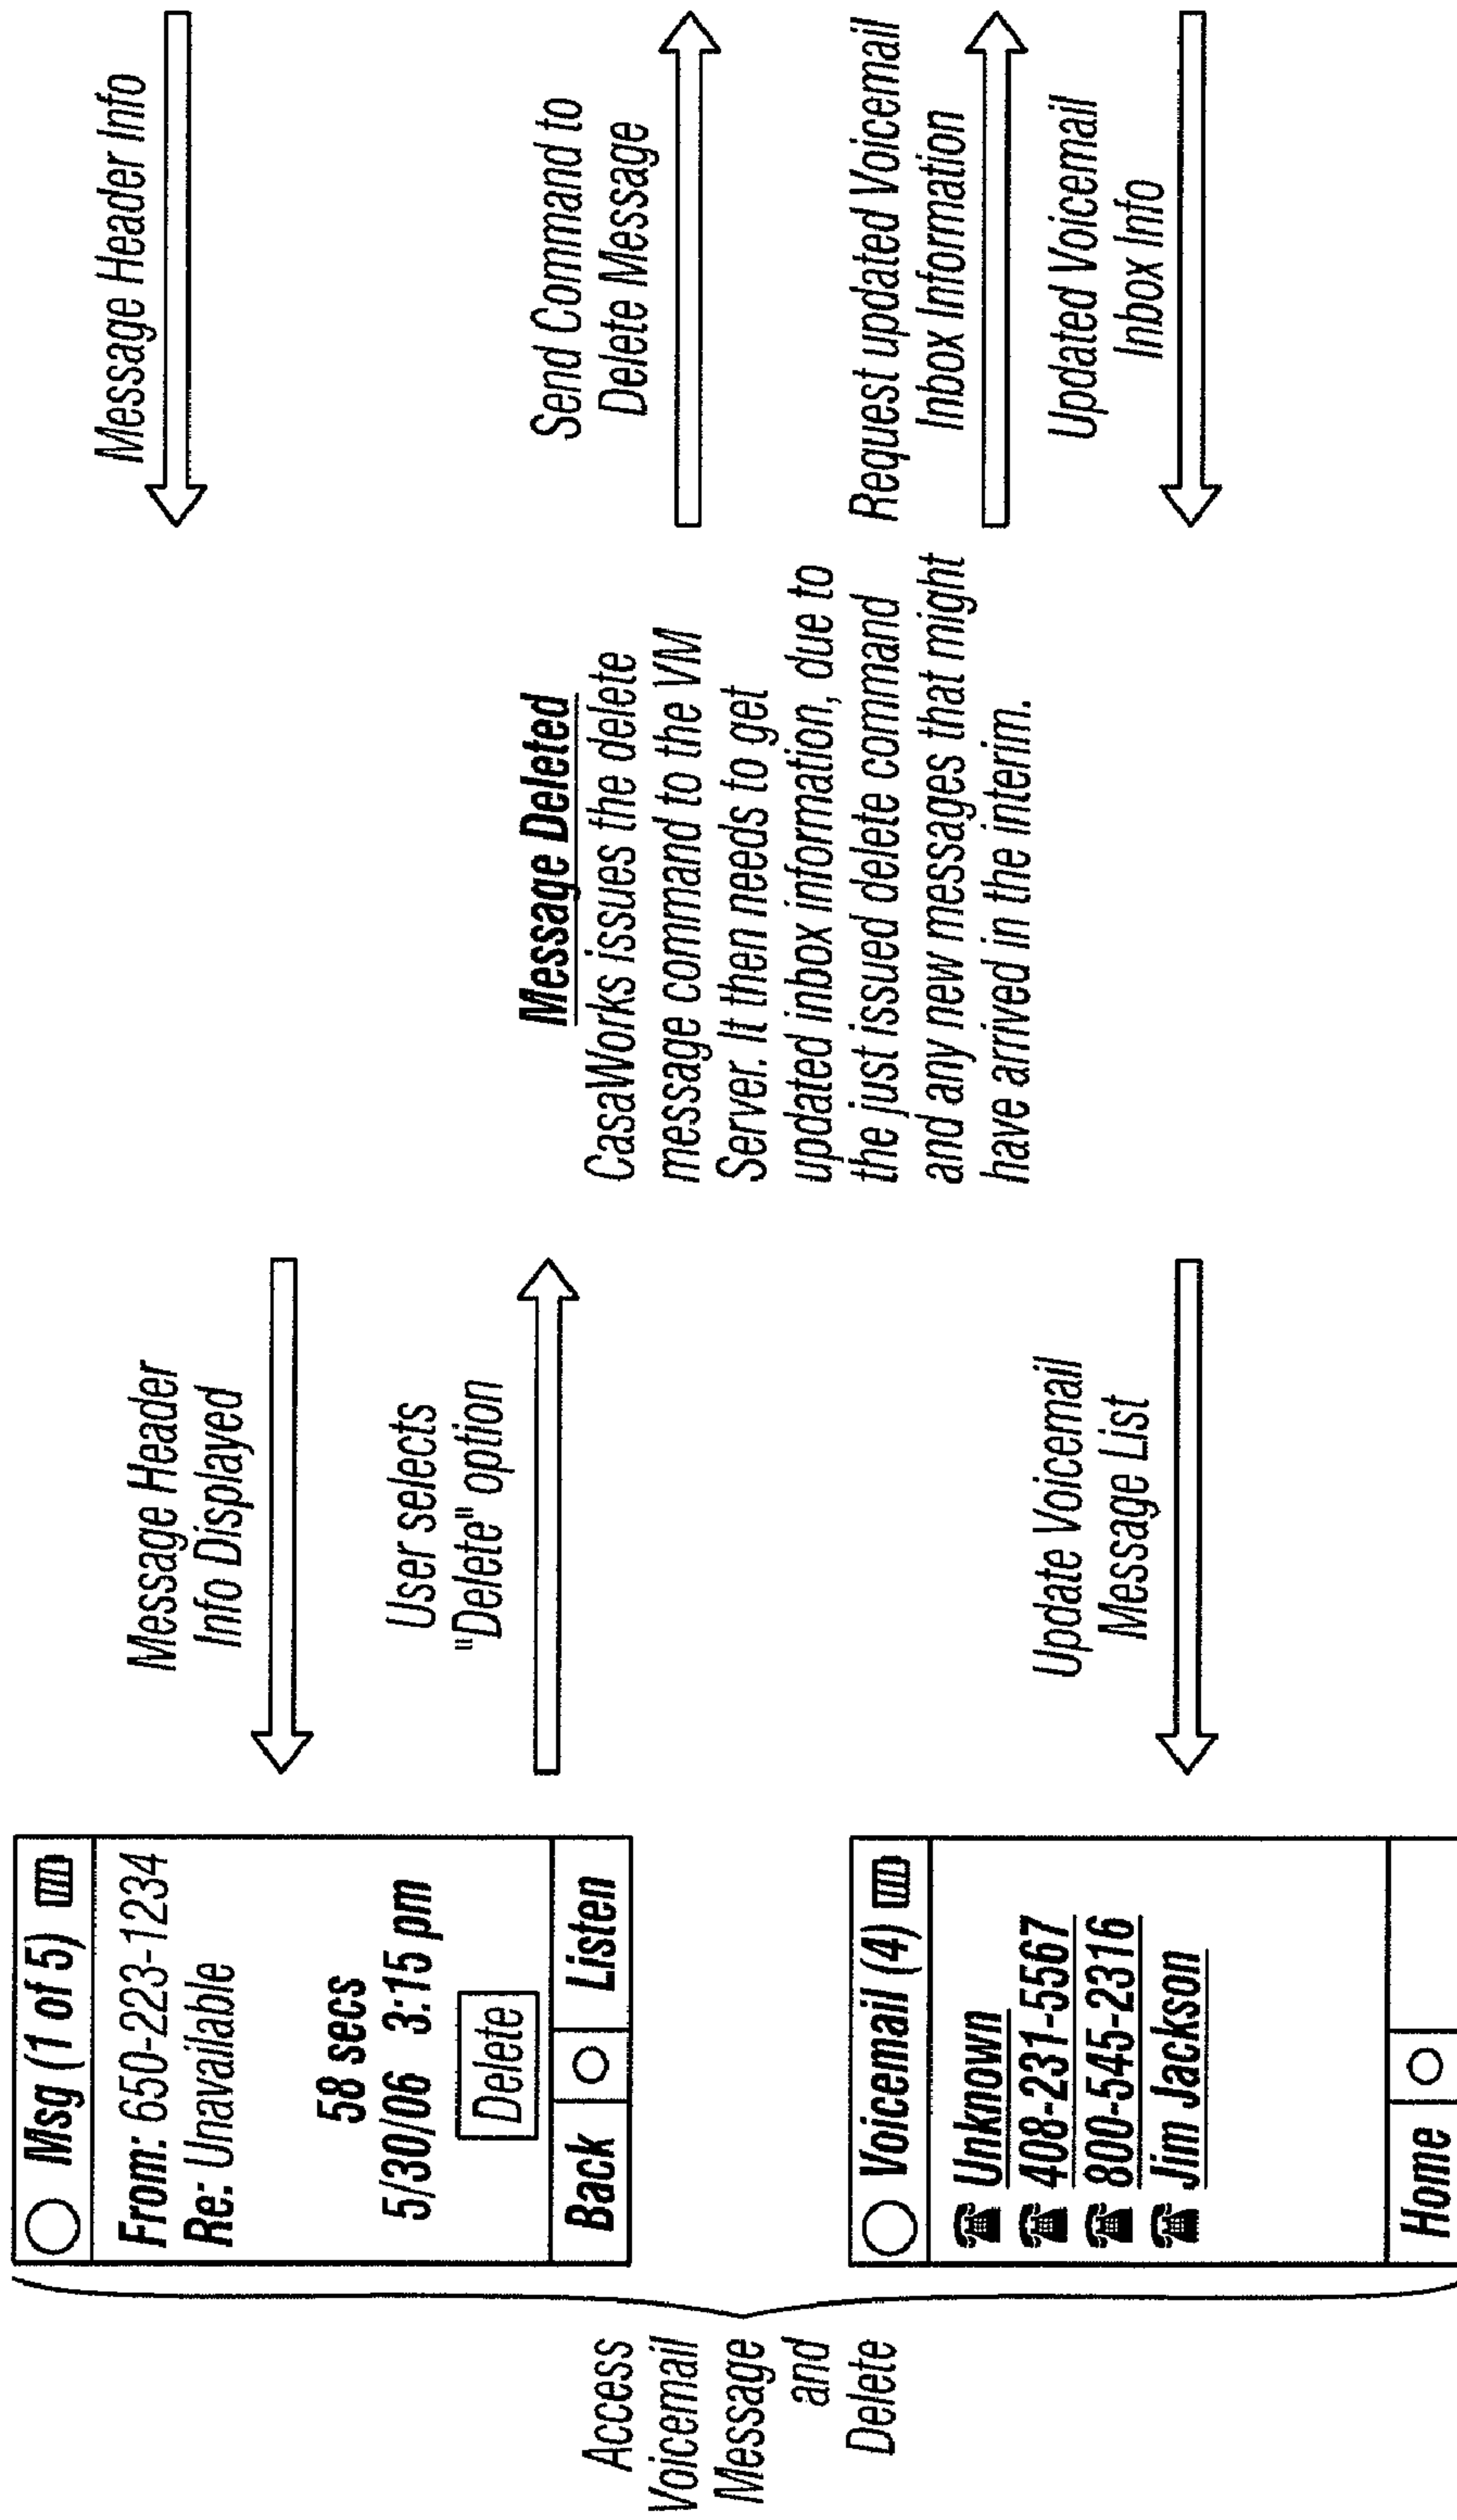 Access
Voicemail
Message
and
Delete
Msg (1 of 5)
From: 650-223-1234
Re: Unavailable
58 secs
5/30/06 3:15 pm
Delete
Back
Listen
Message Header
Info Displayed
User selects
"Delete" option
Message Header Info
Message Deleted
CasaWorks issues the delete
message command to the VM
Server. It then needs to get
updated inbox information, due to
the just issued delete command
and any new messages that might
have arrived in the interim.
Send Command to
Delete Message
Request updated Voicemail
Inbox Information
Updated Voicemail
Inbox Info
Update Voicemail
Message List
Voicemail (4)
Unknown
408-231-5567
800-545-2316
Jim Jackson
Home